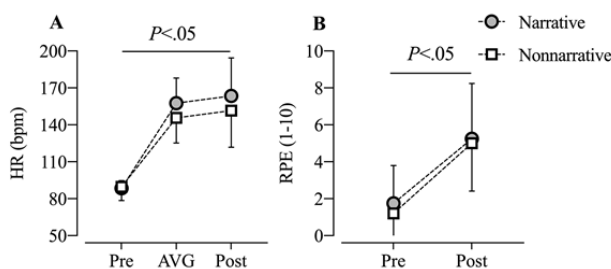 A
P<.05
HR (bpm)
200
170
140
110
80
50
Pre AVG Post
B
P<.05
RPE (1-10)
10
8
6
4
2
0
Pre Post
Narrative
Nonnarrative